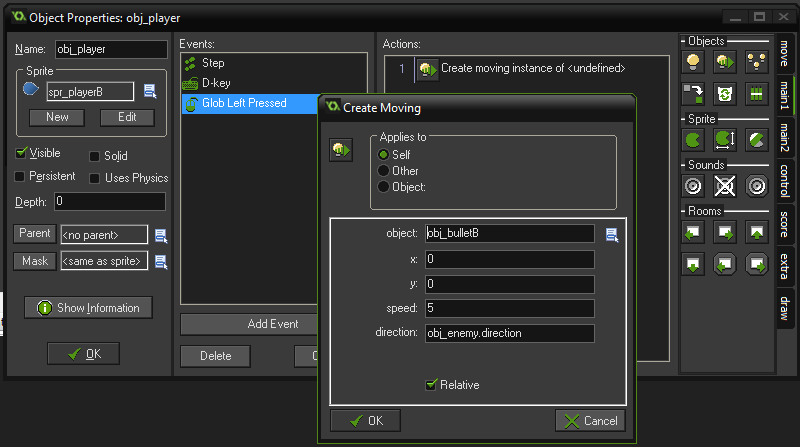 Object Properties: obj_player
Name: obj_player
Sprite
spr_playerB
New Edit
Visible Solid
Persistent Uses Physics
Depth: 0
Parent <no parent>
Mask <same as sprite>
Show Information
OK
Events:
Step
D-key
Glob Left Pressed
Add Event
Delete
Actions:
1 Create moving instance of <undefined>
Create Moving
Applies to
Self
Other
Object:
object: obj_bulletB
x: 0
y: 0
speed: 5
direction: obj_enemy.direction
Relative
OK Cancel
Objects
Sprite
Sounds
Rooms
move
main1
main2
control
score
extra
draw